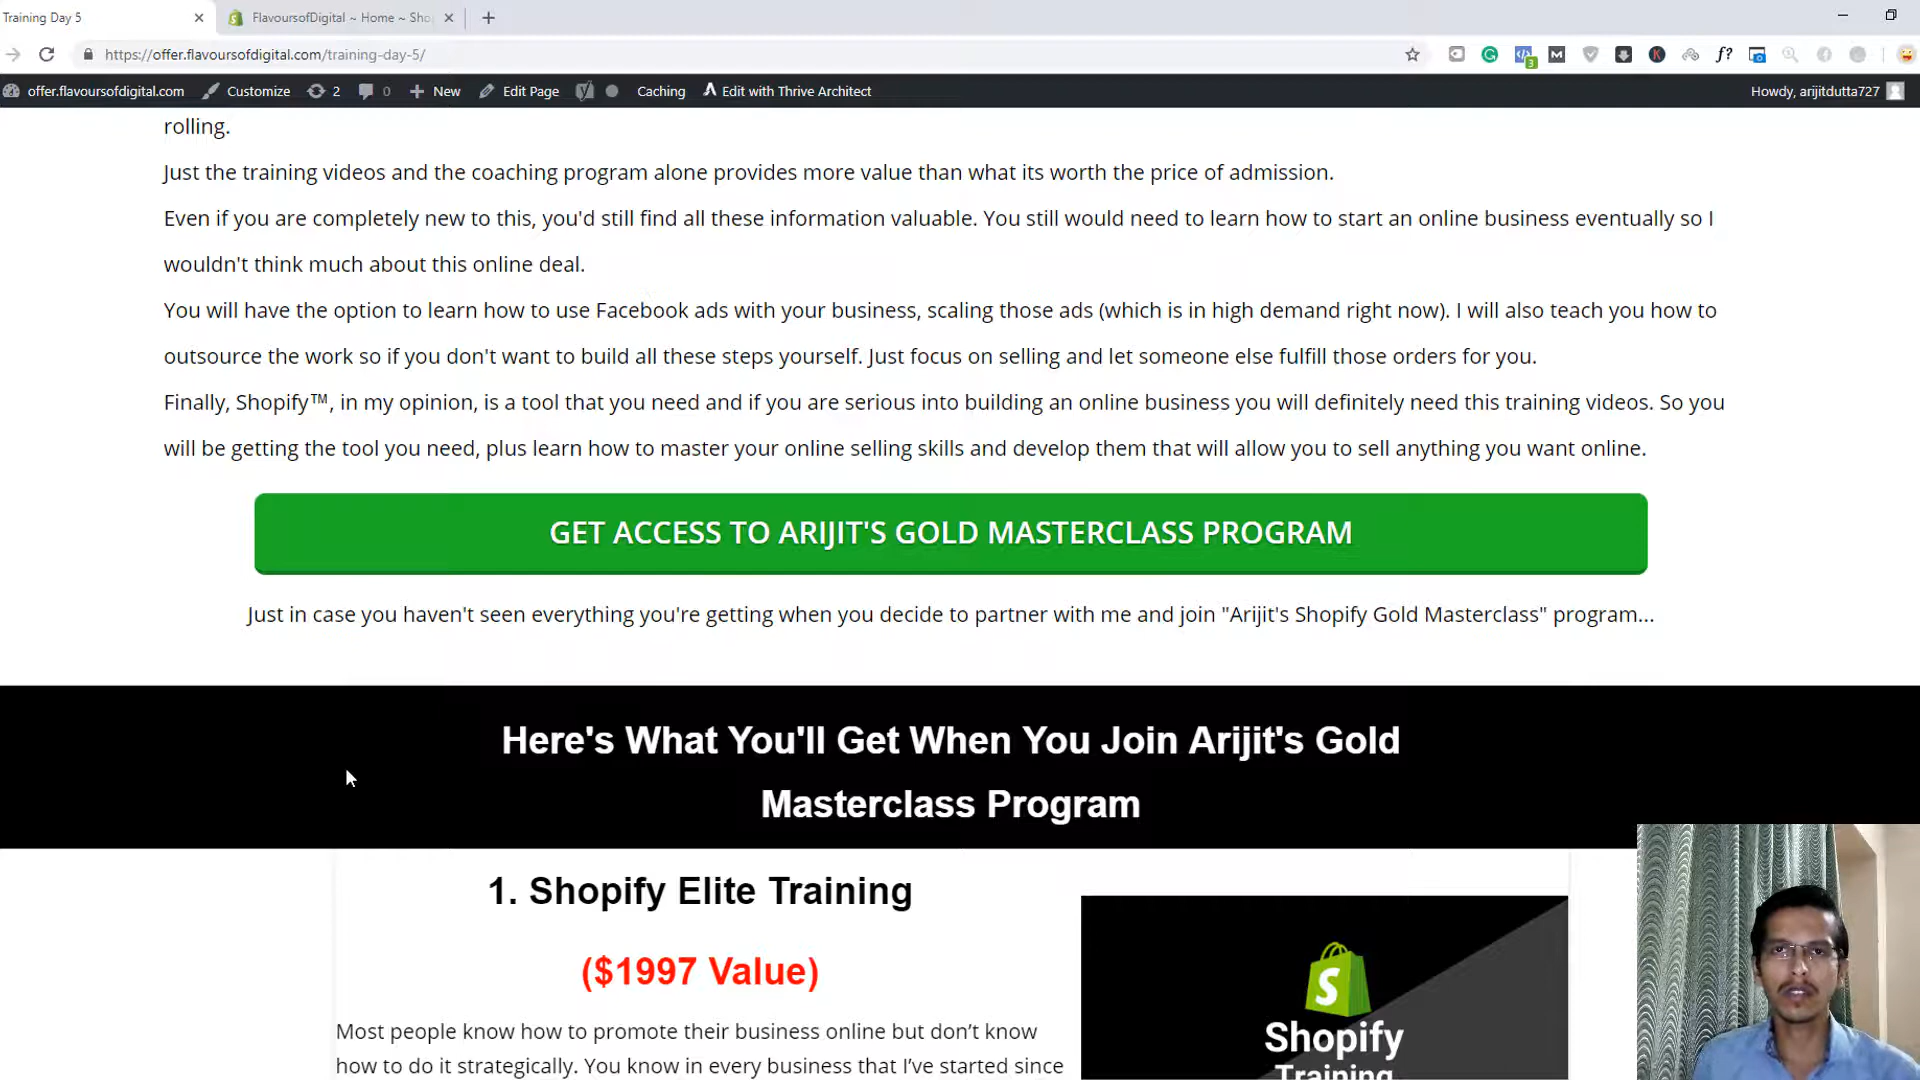 Training Day 5
FlavoursofDigital ~ Home ~ Sho
https://offer.flavoursofdigital.com/training-day-5/
3
offer.flavoursofdigital.com Customize 2 0 New Edit Page Caching Edit with Thrive Architect Howdy, arijitdutta727
rolling.
Just the training videos and the coaching program alone provides more value than what its worth the price of admission.
Even if you are completely new to this, you'd still find all these information valuable. You still would need to learn how to start an online business eventually so I
wouldn't think much about this online deal.
You will have the option to learn how to use Facebook ads with your business, scaling those ads (which is in high demand right now). I will also teach you how to
outsource the work so if you don't want to build all these steps yourself. Just focus on selling and let someone else fulfill those orders for you.
Finally, Shopify™, in my opinion, is a tool that you need and if you are serious into building an online business you will definitely need this training videos. So you
will be getting the tool you need, plus learn how to master your online selling skills and develop them that will allow you to sell anything you want online.
GET ACCESS TO ARIJIT'S GOLD MASTERCLASS PROGRAM
Just in case you haven't seen everything you're getting when you decide to partner with me and join "Arijit's Shopify Gold Masterclass" program...
Here's What You'll Get When You Join Arijit's Gold
Masterclass Program
1. Shopify Elite Training
($1997 Value)
Most people know how to promote their business online but don’t know
how to do it strategically. You know in every business that I’ve started since
Shopify
Training